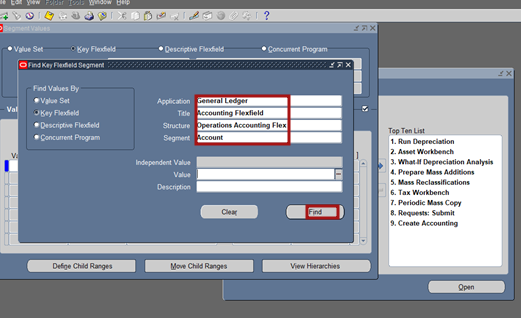 Edit View Folder Tools Window Help
Segment Values
Value Set Key Flexfield Descriptive Flexfield Concurrent Program
Find Key Flexfield Segment
Find Values By
Value Set
Key Flexfield
Descriptive Flexfield
Concurrent Program
Application General Ledger
Title Accounting Flexfield
Structure Operations Accounting Flex
Segment Account
Independent Value
Value
Description
Clear Find
Define Child Ranges Move Child Ranges View Hierarchies
Top Ten List
1. Run Depreciation
2. Asset Workbench
3. What-If Depreciation Analysis
4. Prepare Mass Additions
5. Mass Reclassifications
6. Tax Workbench
7. Periodic Mass Copy
8. Requests: Submit
9. Create Accounting
Open